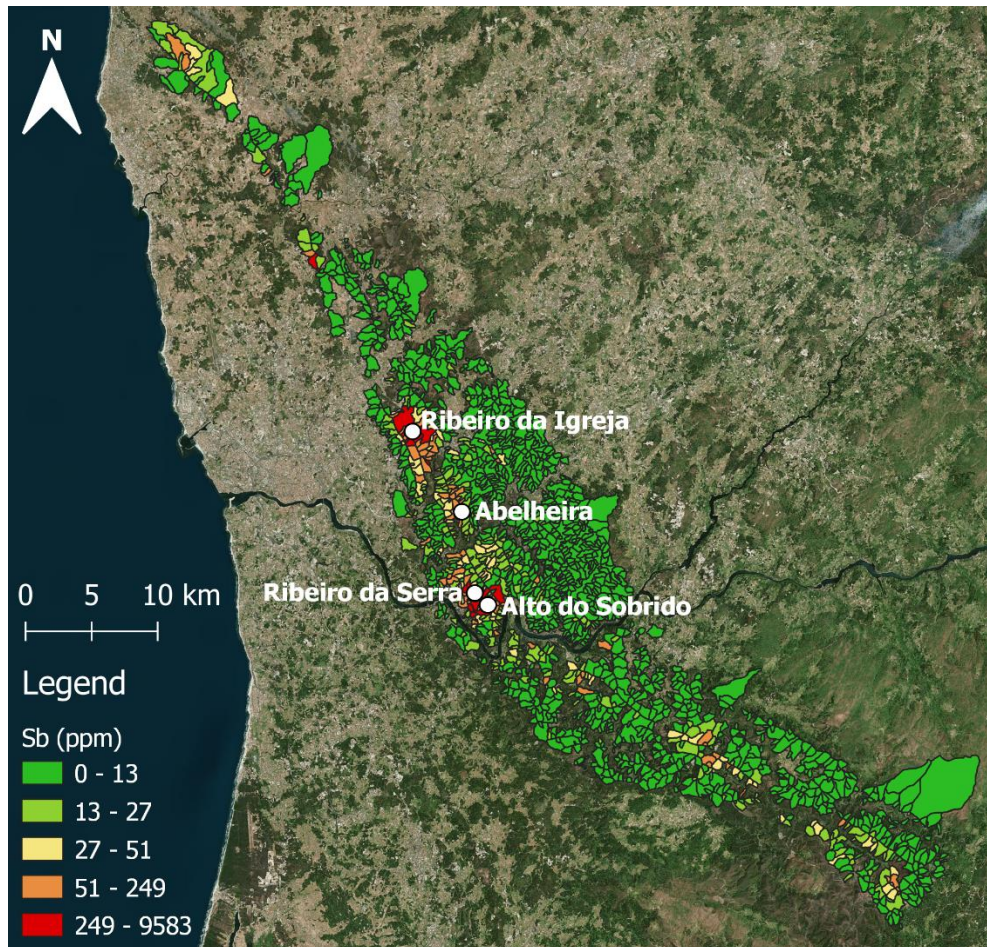 N
Ribeiro da Igreja
Abelheira
Ribeiro da Serra
Alto do Sobrido
0 5 10 km
Legend
Sb (ppm)
0 - 13
13 - 27
27 - 51
51 - 249
249 - 9583